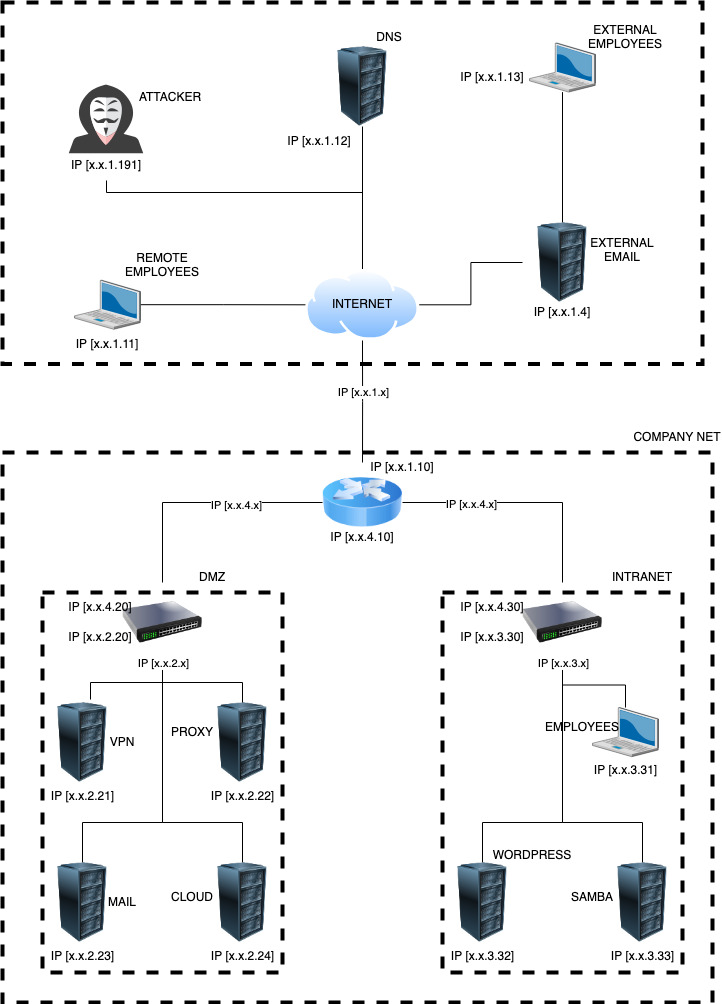 DNS
EXTERNAL
EMPLOYEES
IP [x.x.1.13]
ATTACKER
IP [x.x.1.12]
IP [x.x.1.191]
EXTERNAL
EMAIL
REMOTE
EMPLOYEES
INTERNET
IP [x.x.1.4]
IP [x.x.1.11]
IP [x.x.1.x]
COMPANY NET
IP [x.x.1.10]
IP [x.x.4.x]
IP [x.x.4.x]
IP [x.x.4.10]
DMZ
INTRANET
IP [x.x.4.20]
IP [x.x.4.30]
IP [x.x.2.20]
IP [x.x.3.30]
IP [x.x.2.x]
IP [x.x.3.x]
VPN
PROXY
EMPLOYEES
IP [x.x.3.31]
IP [x.x.2.21]
IP [x.x.2.22]
WORDPRESS
MAIL
CLOUD
SAMBA
IP [x.x.2.23]
IP [x.x.2.24]
IP [x.x.3.32]
IP [x.x.3.33]